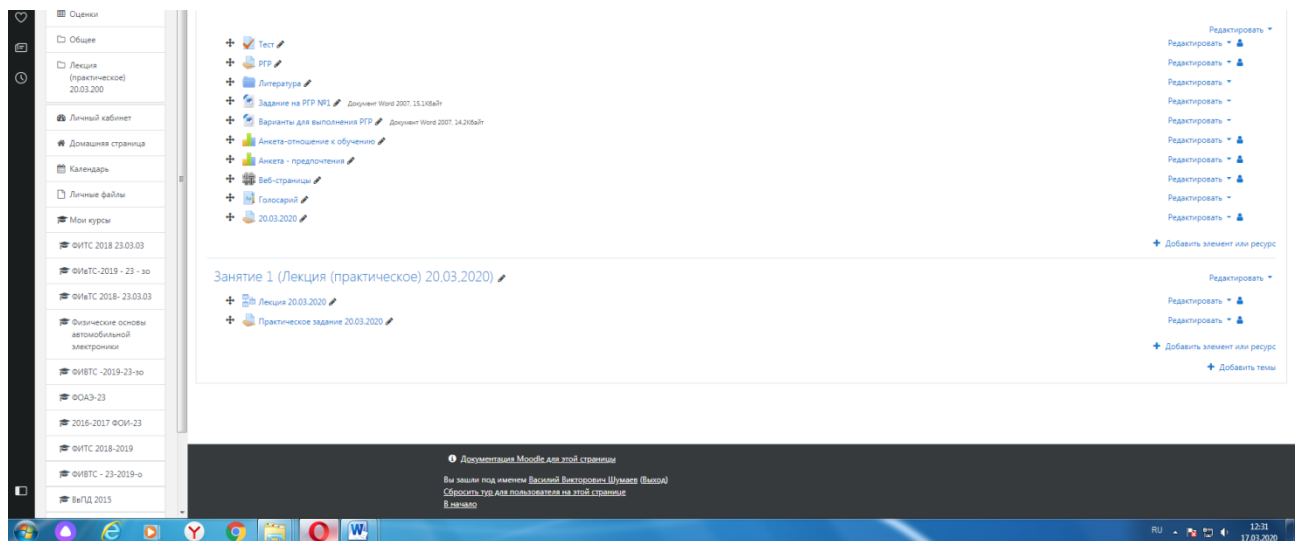 Оценки
Общее
Лекция
(практическое)
20.03.200
Личный кабинет
Домашняя страница
Календарь
Личные файлы
Мои курсы
ФИТС 2018 23.03.03
ФИвТС-2019 - 23 - зо
ФИвТС 2018- 23.03.03
Физические основы
автомобильной
электроники
ФИВТС -2019-23-зо
ФОАЭ-23
2016-2017 ФОИ-23
ФИТС 2018-2019
ФИВТС - 23-2019-о
ВвПД 2015
Редактировать
Тест Редактировать
РГР Редактировать
Литература Редактировать
Задание на РГР №1 Документ Word 2007, 15.1Кбайт Редактировать
Варианты для выполнения РГР Документ Word 2007, 14.2Кбайт Редактировать
Анкета-отношение к обучению Редактировать
Анкета - предпочтения Редактировать
Веб-страницы Редактировать
Голосарий Редактировать
20.03.2020 Редактировать
Добавить элемент или ресурс
Занятие 1 (Лекция (практическое) 20,03,2020) Редактировать
Лекция 20.03.2020 Редактировать
Практическое задание 20.03.2020 Редактировать
Добавить элемент или ресурс
Добавить темы
Документация Moodle для этой страницы
Вы зашли под именем Василий Викторович Шумаев (Выход)
Сбросить тур для пользователя на этой странице
В начало
RU 12:31
17.03.2020